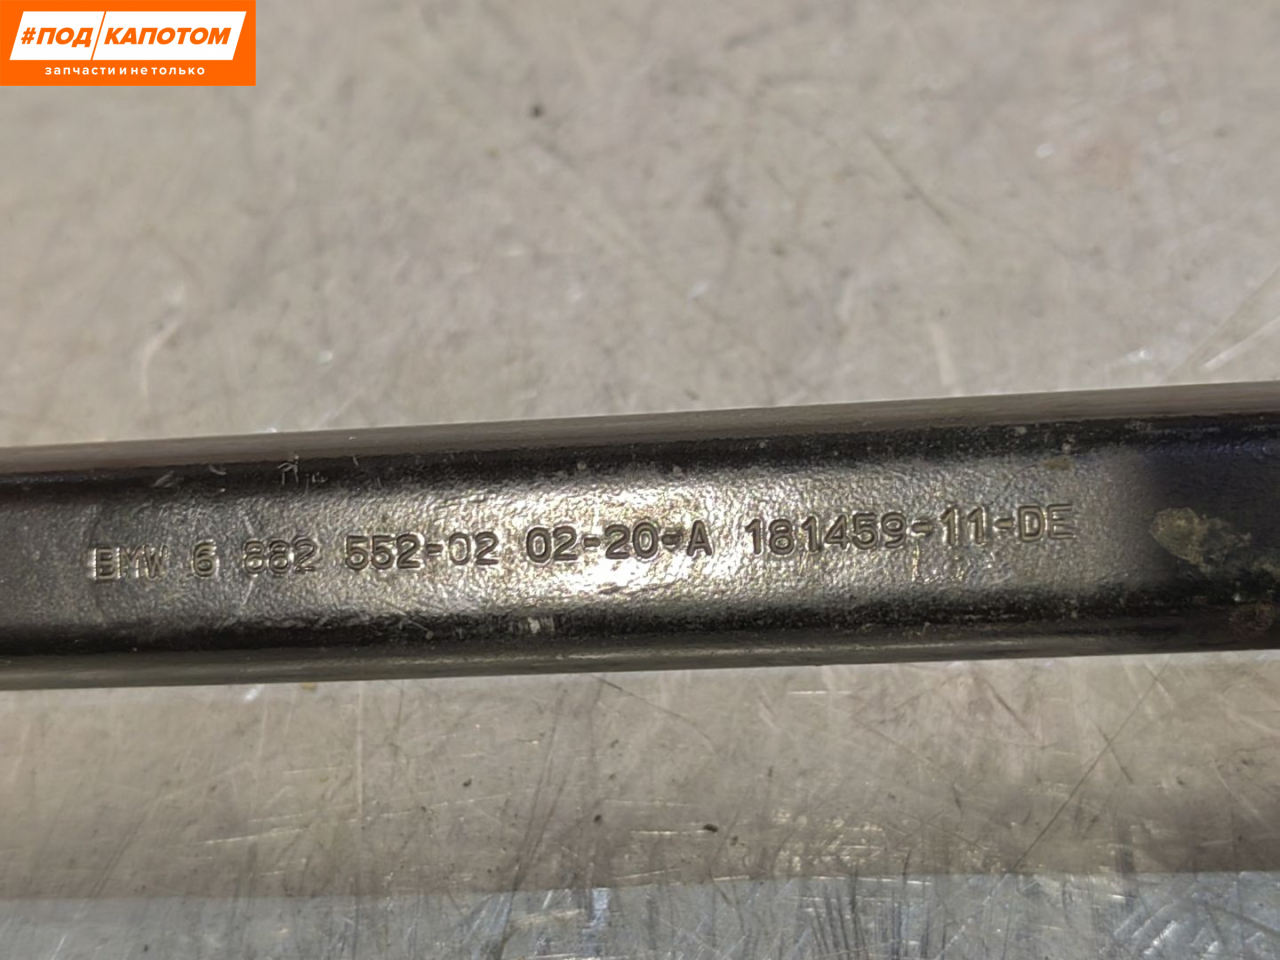 #ПОД КАПОТОМ
запчасти и не только
BMW 6 882 552-02 02-20-A 181459-11-DE